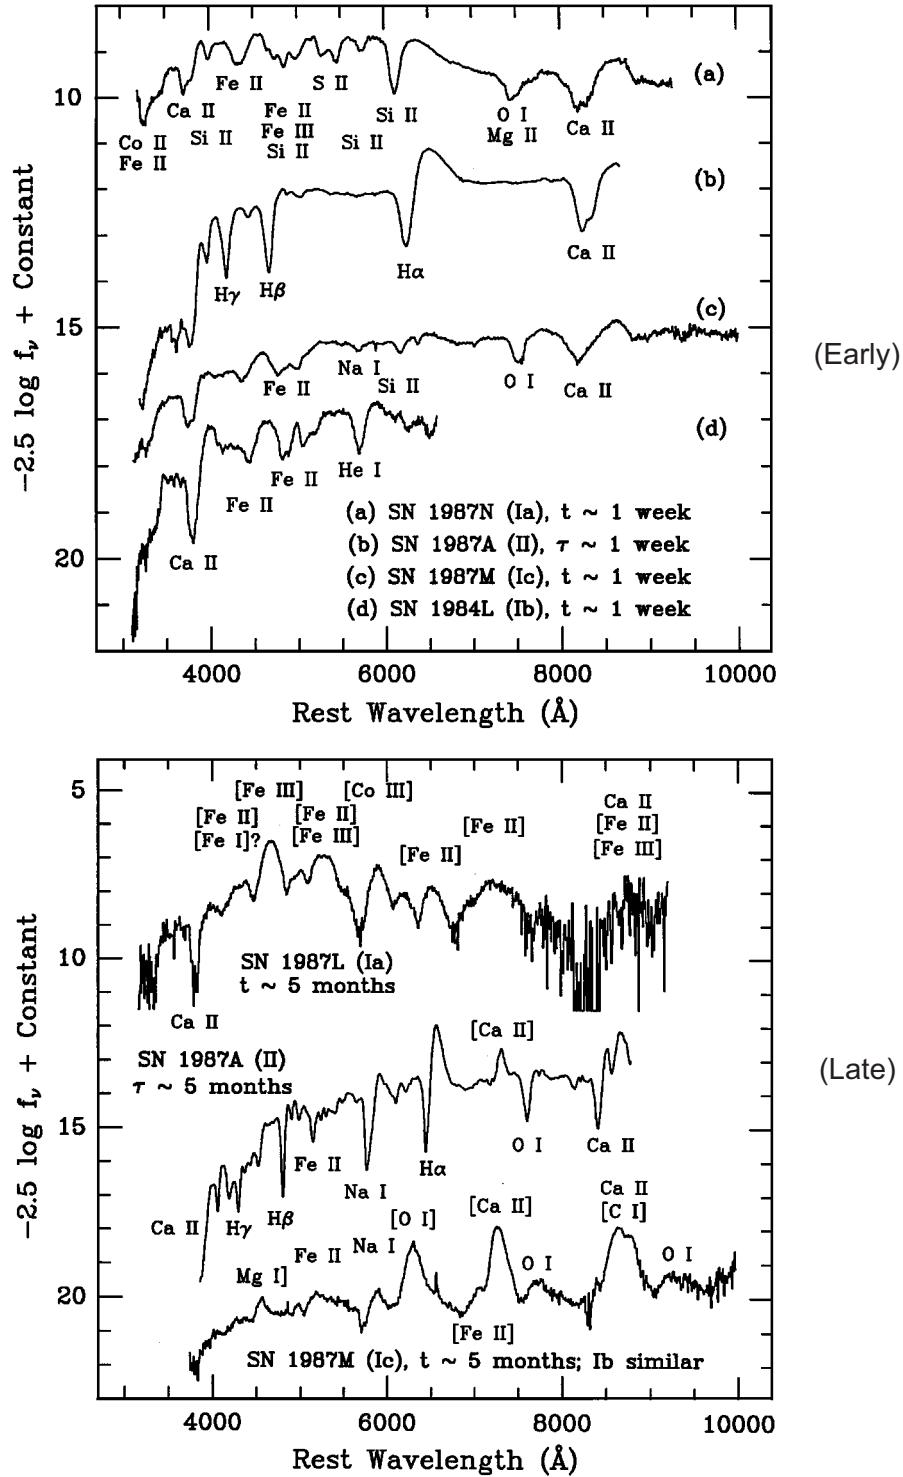 (a)
10
Fe II
S II
Ca II
Fe II
Si II
O I
Co II
Si II
Fe III
Si II
Mg II
Ca II
Fe II
Si II
(b)
Ca II
Hα
Hγ
Hβ
(c)
15
Na I
O I
Fe II
Si II
Ca II
(Early)
(d)
He I
Fe II
Fe II
(a) SN 1987N (Ia), t ~ 1 week
(b) SN 1987A (II), τ ~ 1 week
20
Ca II
(c) SN 1987M (Ic), t ~ 1 week
(d) SN 1984L (Ib), t ~ 1 week
−2.5 log fν + Constant
4000
6000
8000
10000
Rest Wavelength (Å)
5
[Fe III]
[Co III]
Ca II
[Fe II]
[Fe II]
[Fe II]
[Fe II]
[Fe I]?
[Fe III]
[Fe II]
[Fe III]
10
SN 1987L (Ia)
t ~ 5 months
Ca II
[Ca II]
SN 1987A (II)
τ ~ 5 months
(Late)
15
O I
Ca II
Fe II
Hα
Na I
Ca II
[Ca II]
[C I]
Ca II
Hγ
Hβ
[O I]
Na I
Fe II
O I
O I
Mg I]
20
[Fe II]
SN 1987M (Ic), t ~ 5 months; Ib similar
−2.5 log fν + Constant
4000
6000
8000
10000
Rest Wavelength (Å)